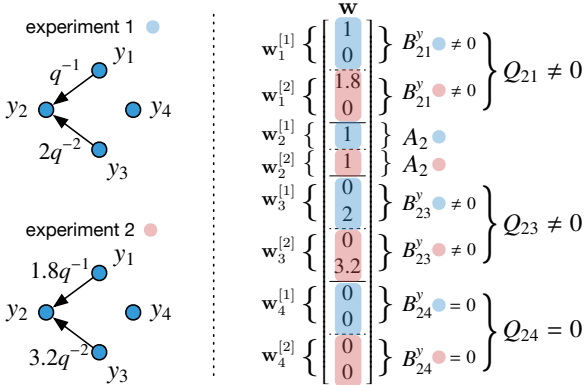 experiment 1
y₁
q⁻¹
y₂
y₄
2q⁻²
y₃
experiment 2
y₁
1.8q⁻¹
y₂
y₄
3.2q⁻²
y₃
w
w₁^[1] { 1 0 } B₂₁^y ≠ 0
w₁^[2] { 1.8 0 } B₂₁^y ≠ 0
Q₂₁ ≠ 0
w₂^[1] { 1 } A₂
w₂^[2] { 1 } A₂
w₃^[1] { 0 2 } B₂₃^y ≠ 0
w₃^[2] { 0 3.2 } B₂₃^y ≠ 0
Q₂₃ ≠ 0
w₄^[1] { 0 0 } B₂₄^y = 0
w₄^[2] { 0 0 } B₂₄^y = 0
Q₂₄ = 0